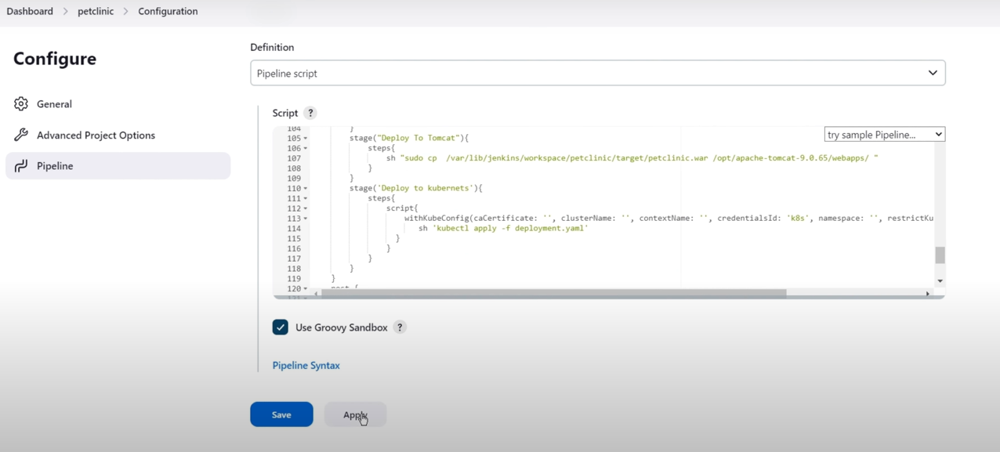 Dashboard > petclinic > Configuration
Configure
General
Advanced Project Options
Pipeline
Definition
Pipeline script
Script ?
try sample Pipeline...
104 }
105 stage("Deploy To Tomcat"){
106 steps{
107 sh "sudo cp  /var/lib/jenkins/workspace/petclinic/target/petclinic.war /opt/apache-tomcat-9.0.65/webapps/ "
108 }
109 }
110 stage('Deploy to kubernets'){
111 steps{
112 script{
113 withKubeConfig(caCertificate: '', clusterName: '', contextName: '', credentialsId: 'k8s', namespace: '', restrictKu
114 sh 'kubectl apply -f deployment.yaml'
115 }
116 }
117 }
118 }
119 }
120 post {
121
Use Groovy Sandbox ?
Pipeline Syntax
Save
Apply